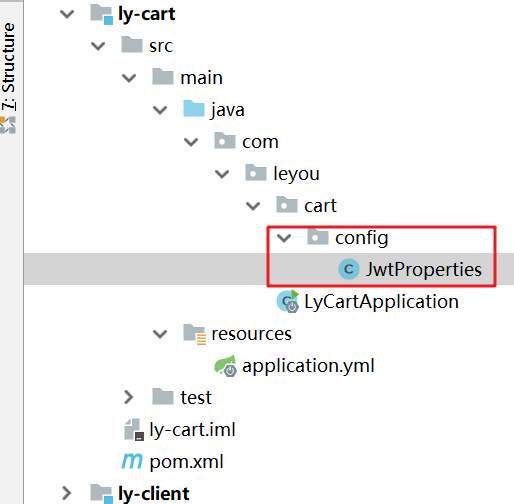 ly-cart
7: Structure
src
main
java
com
leyou
cart
config
JwtProperties
LyCartApplication
resources
application.yml
test
ly-cart.iml
pom.xml
ly-client